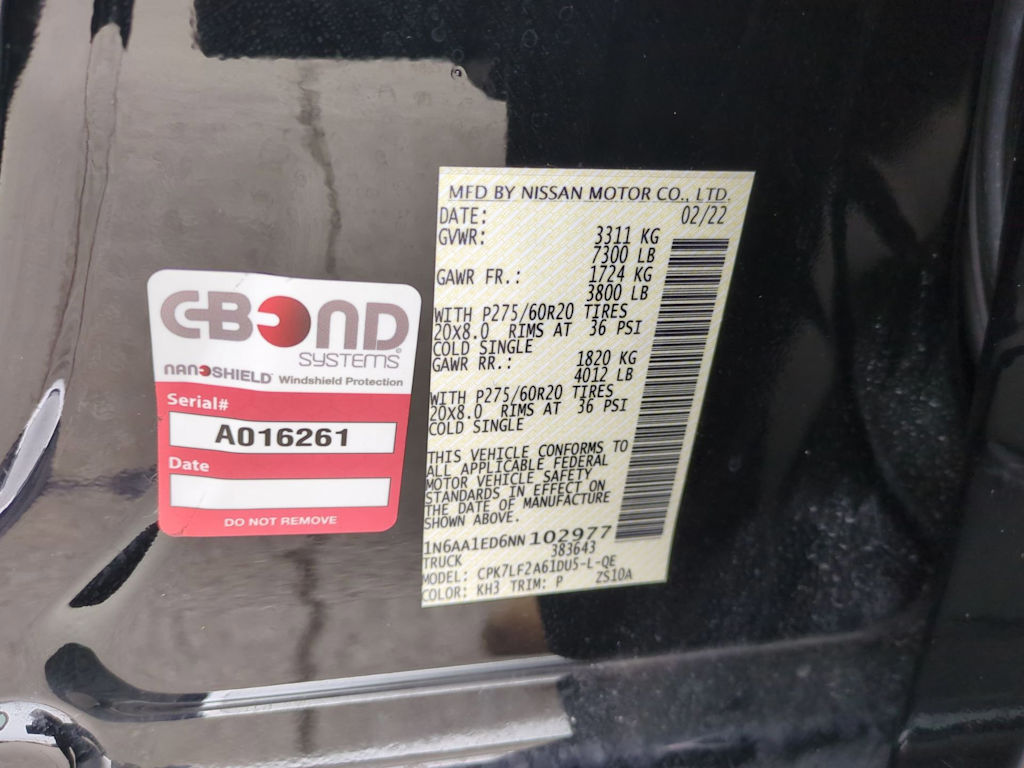 C-BOND
SYSTEMS®
NANOSHIELD™ Windshield Protection
Serial#
A016261
Date
DO NOT REMOVE
MFD BY NISSAN MOTOR CO., LTD.
DATE: 02/22
GVWR: 3311 KG
7300 LB
GAWR FR.: 1724 KG
3800 LB
WITH P275/60R20 TIRES
20X8.0 RIMS AT 36 PSI
COLD SINGLE
GAWR RR.: 1820 KG
4012 LB
WITH P275/60R20 TIRES
20X8.0 RIMS AT 36 PSI
COLD SINGLE
THIS VEHICLE CONFORMS TO
ALL APPLICABLE FEDERAL
MOTOR VEHICLE SAFETY
STANDARDS IN EFFECT ON
THE DATE OF MANUFACTURE
SHOWN ABOVE.
1N6AA1ED6NN102977
TRUCK 383643
MODEL: CPK7LF2A61DU5-L-QE
COLOR: KH3 TRIM: P ZS10A